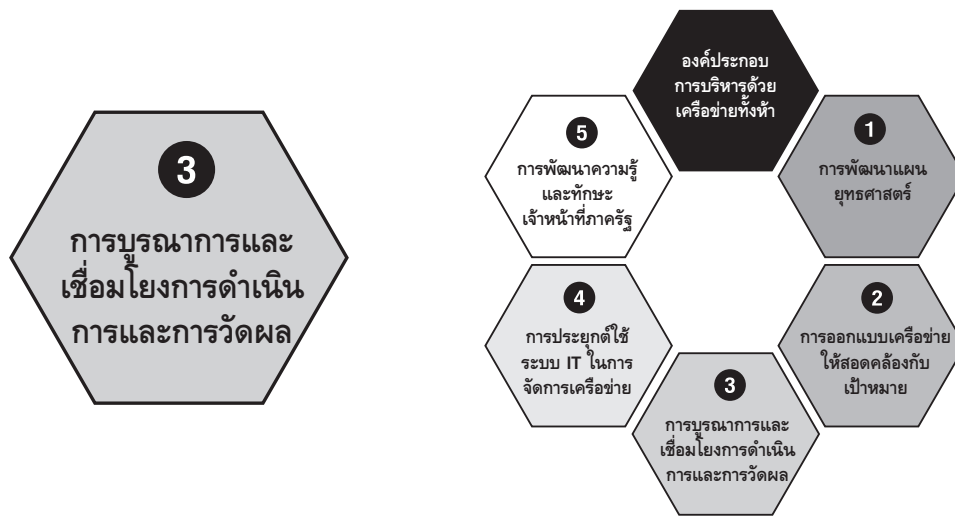 3
การบูรณาการและ
เชื่อมโยงการดำเนิน
การและการวัดผล
องค์ประกอบ
การบริหารด้วย
เครือข่ายทั้งห้า
1
การพัฒนาแผน
ยุทธศาสตร์
2
การออกแบบเครือข่าย
ให้สอดคล้องกับ
เป้าหมาย
3
การบูรณาการและ
เชื่อมโยงการดำเนิน
การและการวัดผล
4
การประยุกต์ใช้
ระบบ IT ในการ
จัดการเครือข่าย
5
การพัฒนาความรู้
และทักษะ
เจ้าหน้าที่ภาครัฐ